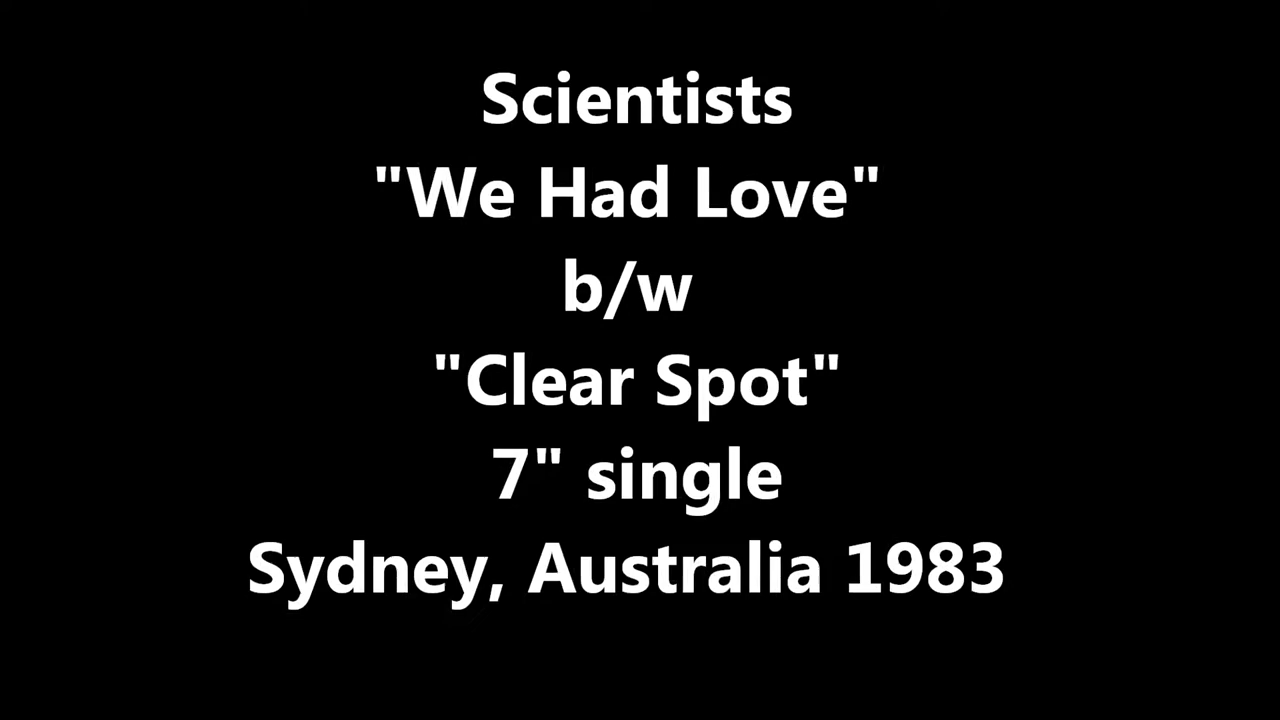 Scientists
"We Had Love"
b/w
"Clear Spot"
7" single
Sydney, Australia 1983